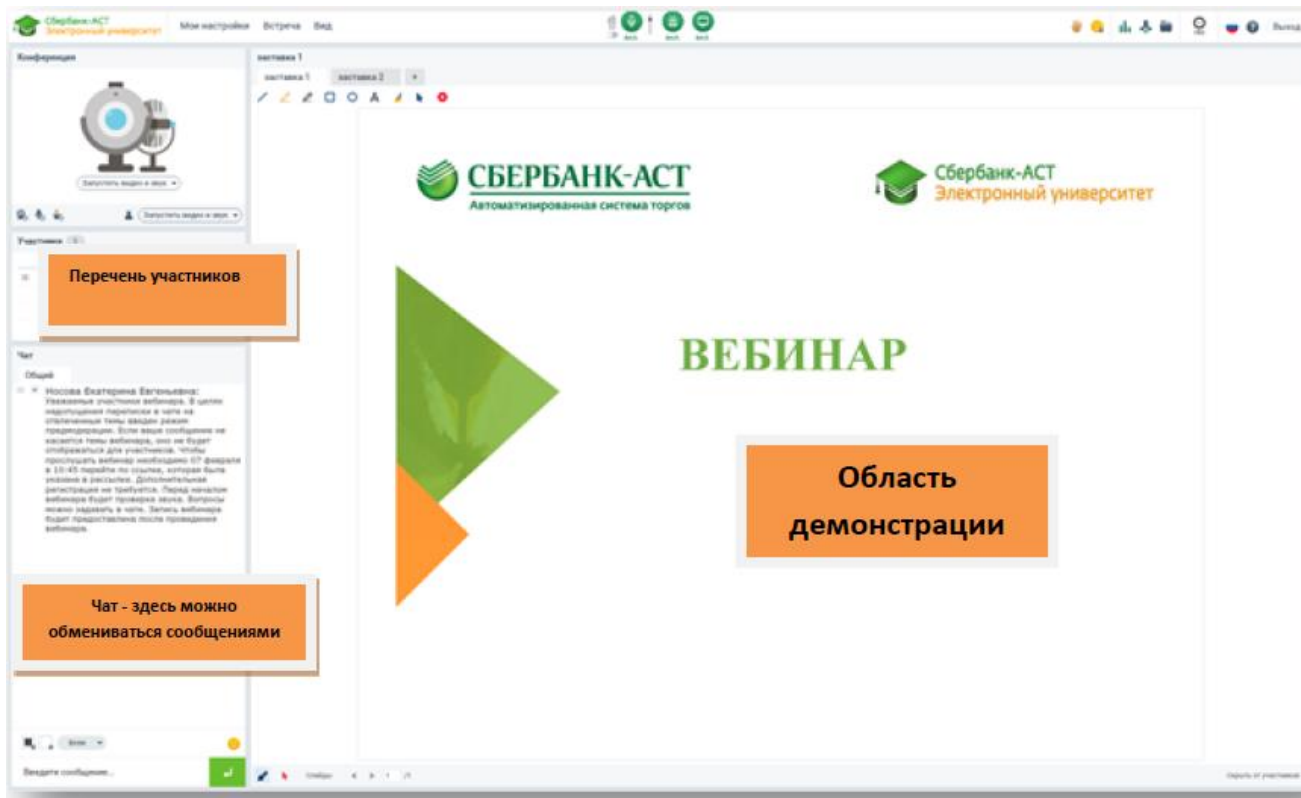 Сбербанк-АСТ
Электронный университет
Мои настройки Встреча Вид
Выход
Конференция
Запустить видео и звук
Запустить видео и звук
Участники
Перечень участников
Чат
Общий
Носова Екатерина Евгеньевна:
Уважаемые участники вебинара. В целях
недопущения переписки в чате на
отвлеченные темы введен режим
премодерации. Если ваше сообщение не
касается темы вебинара, оно не будет
отображаться для участников. Чтобы
прослушать вебинар необходимо 07 февраля
в 10:45 перейти по ссылке, которая была
указана в рассылке. Дополнительная
регистрация не требуется. Перед началом
вебинара будет проверка звука. Вопросы
можно задавать в чате. Запись вебинара
будет предоставлена после проведения
вебинара.
Чат - здесь можно
обмениваться сообщениями
Всем
Введите сообщение...
заставка 1
заставка 1 заставка 2 +
СБЕРБАНК-АСТ
Автоматизированная система торгов
Сбербанк-АСТ
Электронный университет
ВЕБИНАР
Область
демонстрации
Слайды
Скрыть от участников